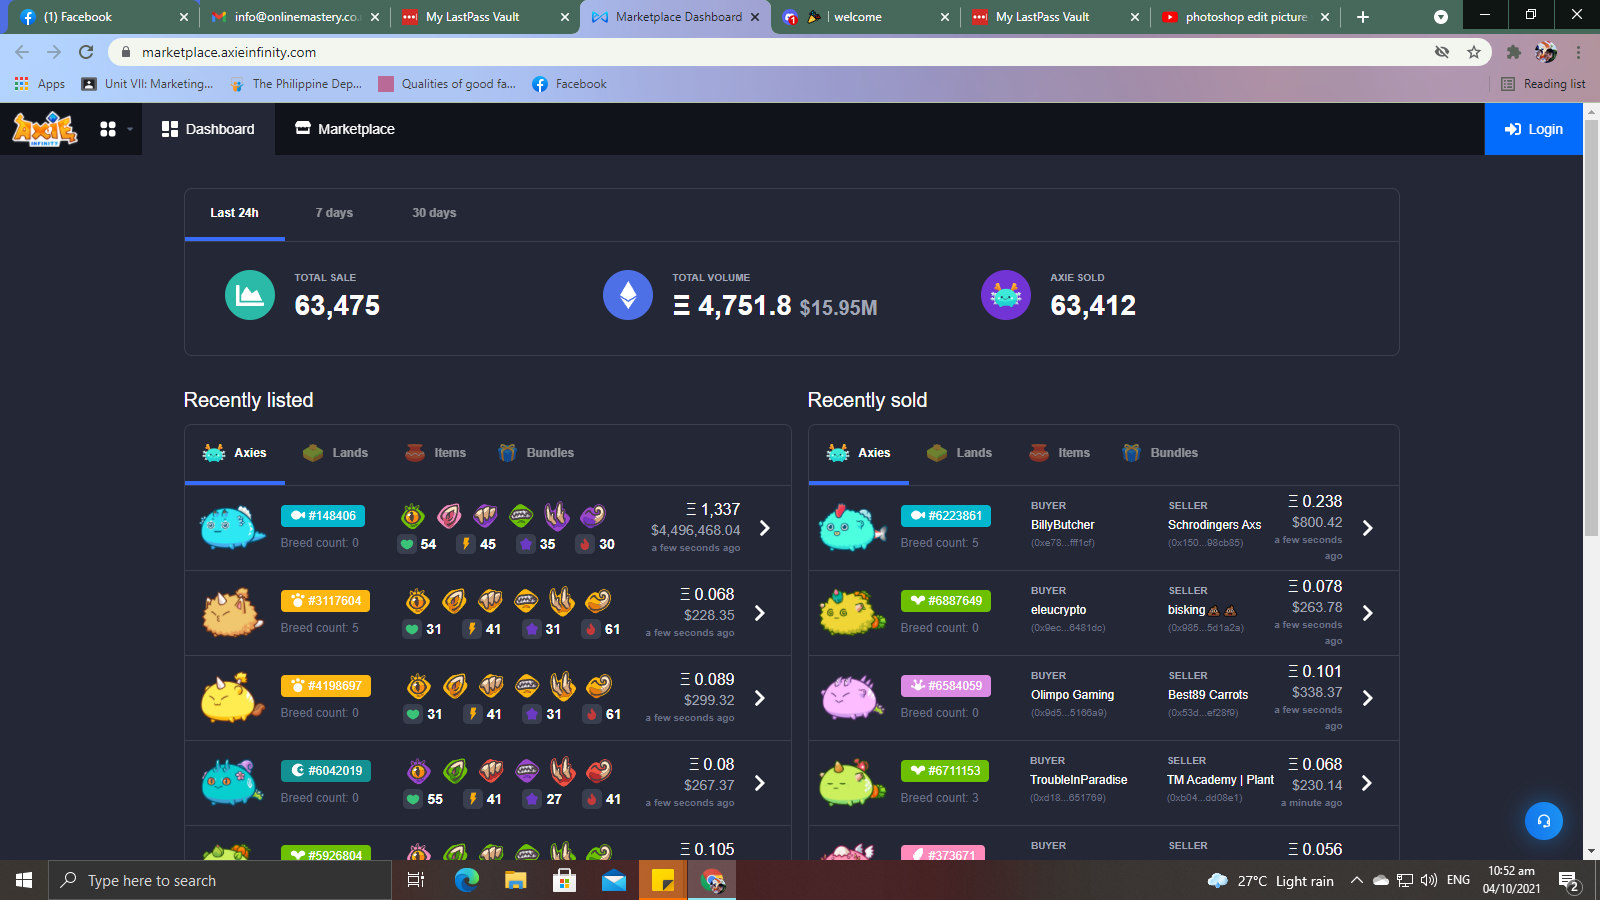 (1) Facebook
info@onlinemastery.co.
My LastPass Vault
Marketplace Dashboard
| welcome
My LastPass Vault
photoshop edit picture
marketplace.axieinfinity.com
Apps
Unit VII: Marketing...
The Philippine Dep...
Qualities of good fa...
Facebook
Reading list
AXIE INFINITY
Dashboard
Marketplace
Login
Last 24h
7 days
30 days
TOTAL SALE
63,475
TOTAL VOLUME
Ξ 4,751.8 $15.95M
AXIE SOLD
63,412
Recently listed
Axies
Lands
Items
Bundles
#148406
Breed count: 0
54
45
35
30
Ξ 1,337
$4,496,468.04
a few seconds ago
#3117604
Breed count: 5
31
41
31
61
Ξ 0.068
$228.35
a few seconds ago
#4198697
Breed count: 0
31
41
31
61
Ξ 0.089
$299.32
a few seconds ago
#6042019
Breed count: 0
55
41
27
41
Ξ 0.08
$267.37
a few seconds ago
#5926804
Ξ 0.105
Recently sold
Axies
Lands
Items
Bundles
#6223861
Breed count: 5
BUYER
BillyButcher
(0xe78...fff1cf)
SELLER
Schrodingers Axs
(0x150...98cb85)
Ξ 0.238
$800.42
a few seconds
ago
#6887649
Breed count: 0
BUYER
eleucrypto
(0x9ec...6481dc)
SELLER
bisking💩💩
(0x985...5d1a2a)
Ξ 0.078
$263.78
a few seconds
ago
#6584059
Breed count: 0
BUYER
Olimpo Gaming
(0x9d5...5166a9)
SELLER
Best89 Carrots
(0x53d...ef28f9)
Ξ 0.101
$338.37
a few seconds
ago
#6711153
Breed count: 3
BUYER
TroubleInParadise
(0xd18...651769)
SELLER
TM Academy | Plant
(0xb04...dd08e1)
Ξ 0.068
$230.14
a minute ago
#373671
BUYER
SELLER
Ξ 0.056
Type here to search
27°C Light rain
ENG
10:52 am
04/10/2021
2